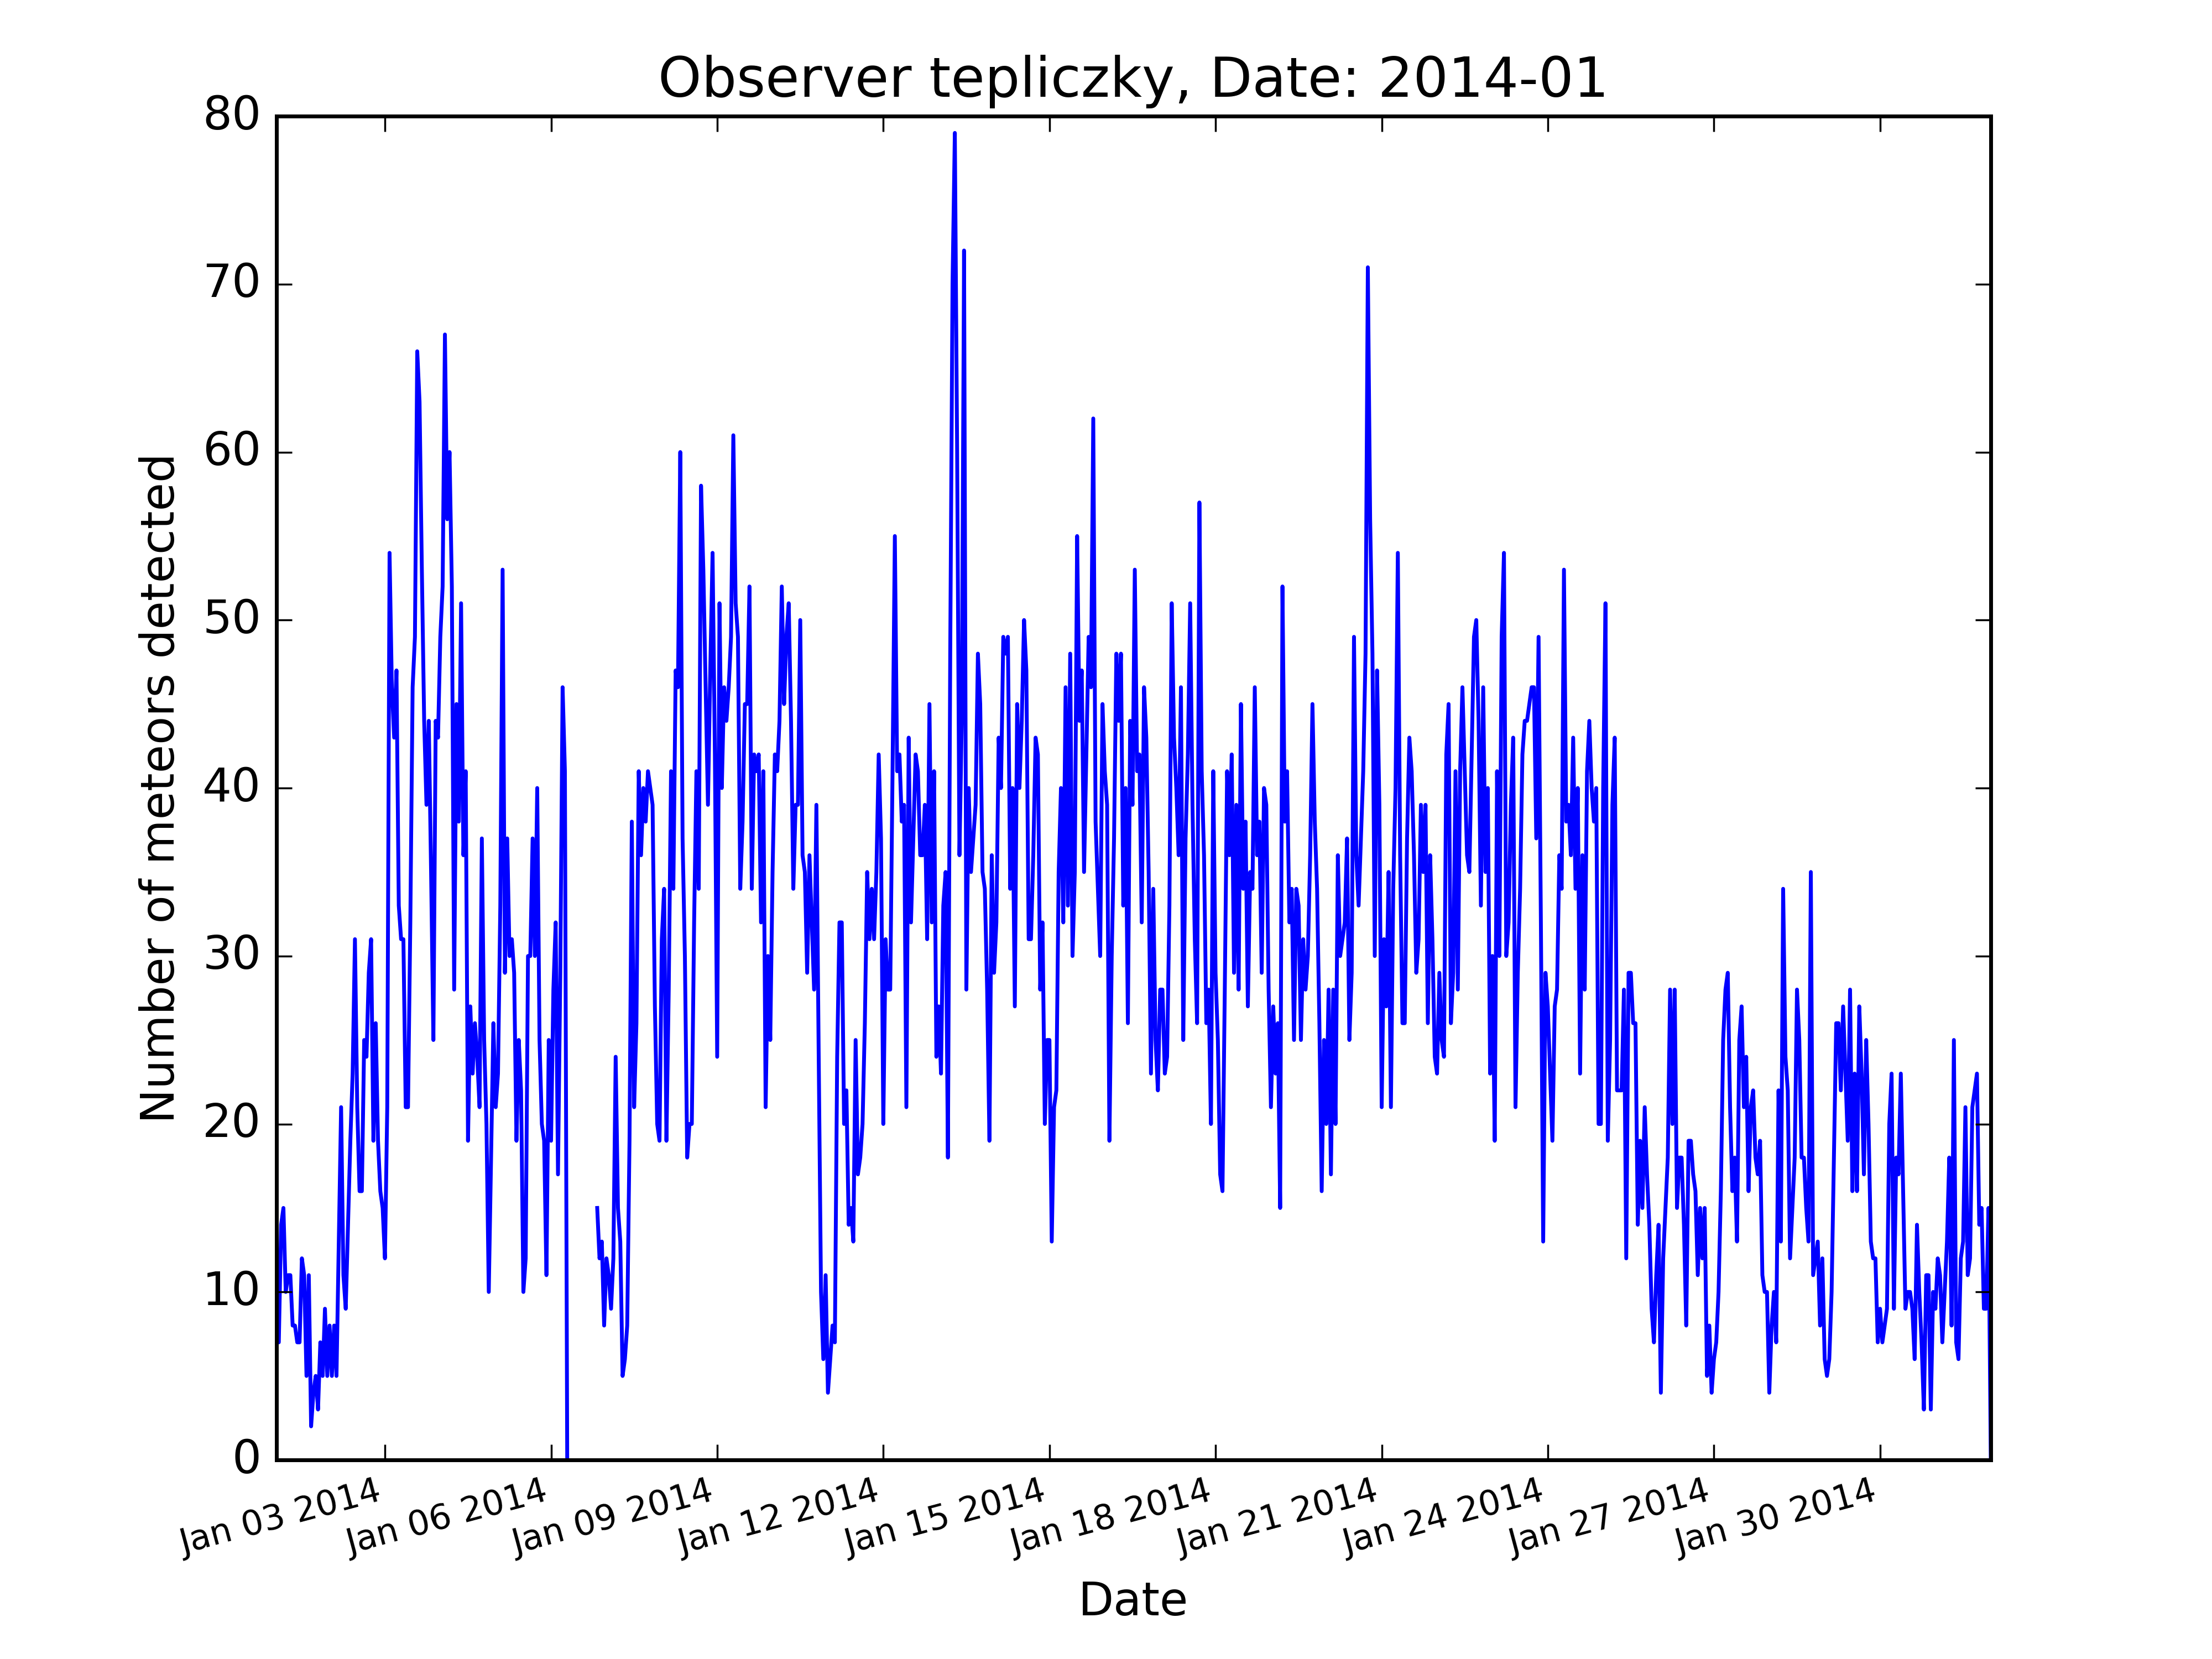 Observer tepliczky, Date: 2014-01
80
70
60
50
40
30
20
10
0
Number of meteors detected
Jan 03 2014
Jan 06 2014
Jan 09 2014
Jan 12 2014
Jan 15 2014
Jan 18 2014
Jan 21 2014
Jan 24 2014
Jan 27 2014
Jan 30 2014
Date